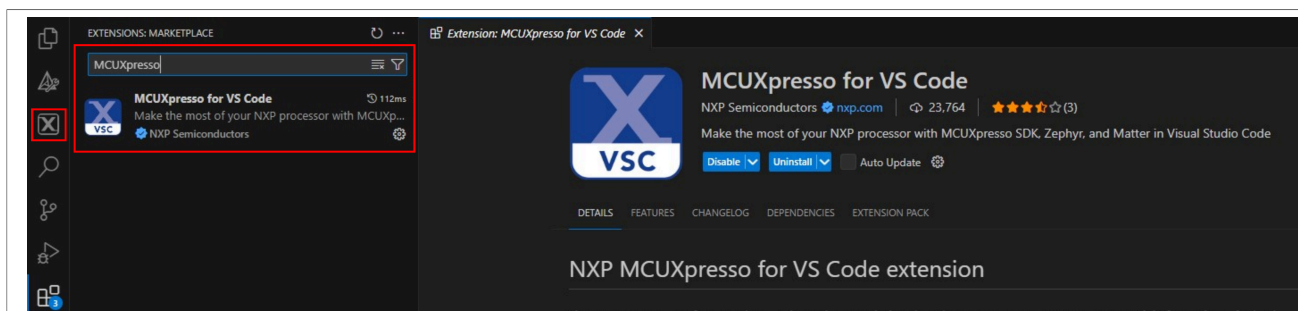 EXTENSIONS: MARKETPLACE
MCUXpresso
MCUXpresso for VS Code 112ms
Make the most of your NXP processor with MCUXp...
NXP Semiconductors
X
VSC
X
3
Extension: MCUXpresso for VS Code
X
VSC
MCUXpresso for VS Code
NXP Semiconductors nxp.com 23,764 (3)
Make the most of your NXP processor with MCUXpresso SDK, Zephyr, and Matter in Visual Studio Code
Disable Uninstall Auto Update
DETAILS FEATURES CHANGELOG DEPENDENCIES EXTENSION PACK
NXP MCUXpresso for VS Code extension